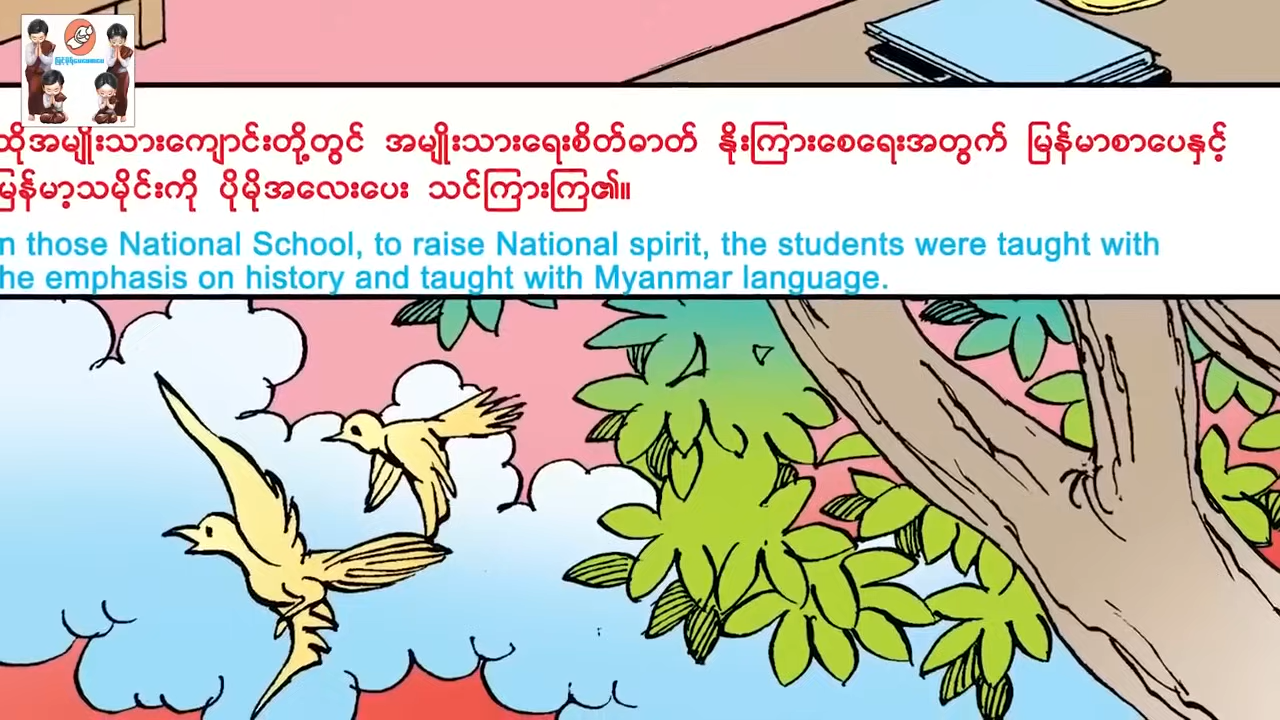 ထိုအမျိုးသားကျောင်းတို့တွင် အမျိုးသားရေးစိတ်ဓာတ် နိုးကြားစေရေးအတွက် မြန်မာစာပေနှင့်
မြန်မာ့သမိုင်းကို ပိုမိုအလေးပေး သင်ကြားကြ၏။
n those National School, to raise National spirit, the students were taught with
he emphasis on history and taught with Myanmar language.